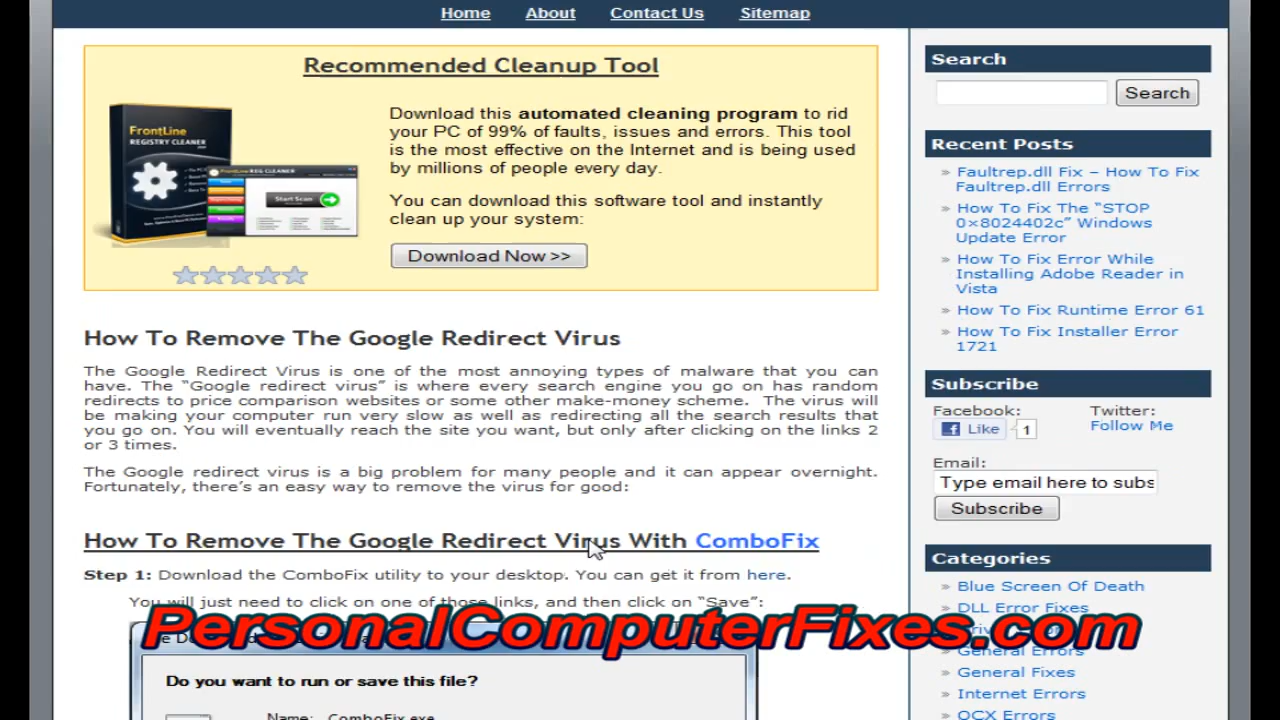 Home About Contact Us Sitemap
Recommended Cleanup Tool
FrontLine
REGISTRY CLEANER
FRONTLINE REG CLEANER
Start Scan
Download this automated cleaning program to rid
your PC of 99% of faults, issues and errors. This tool
is the most effective on the Internet and is being used
by millions of people every day.
You can download this software tool and instantly
clean up your system:
Download Now >>
How To Remove The Google Redirect Virus
The Google Redirect Virus is one of the most annoying types of malware that you can
have. The “Google redirect virus” is where every search engine you go on has random
redirects to price comparison websites or some other make-money scheme. The virus will
be making your computer run very slow as well as redirecting all the search results that
you go on. You will eventually reach the site you want, but only after clicking on the links 2
or 3 times.
The Google redirect virus is a big problem for many people and it can appear overnight.
Fortunately, there’s an easy way to remove the virus for good:
How To Remove The Google Redirect Virus With ComboFix
Step 1: Download the ComboFix utility to your desktop. You can get it from here.
You will just need to click on one of those links, and then click on “Save”:
PersonalComputerFixes.com
Do you want to run or save this file?
Name: ComboFix.exe
Search
Search
Recent Posts
» Faultrep.dll Fix – How To Fix
Faultrep.dll Errors
» How To Fix The “STOP
0×8024402c” Windows
Update Error
» How To Fix Error While
Installing Adobe Reader in
Vista
» How To Fix Runtime Error 61
» How To Fix Installer Error
1721
Subscribe
Facebook: Twitter:
Like 1 Follow Me
Email:
Type email here to subs
Subscribe
Categories
» Blue Screen Of Death
» DLL Error Fixes
» General Errors
» General Fixes
» Internet Errors
» OCX Errors